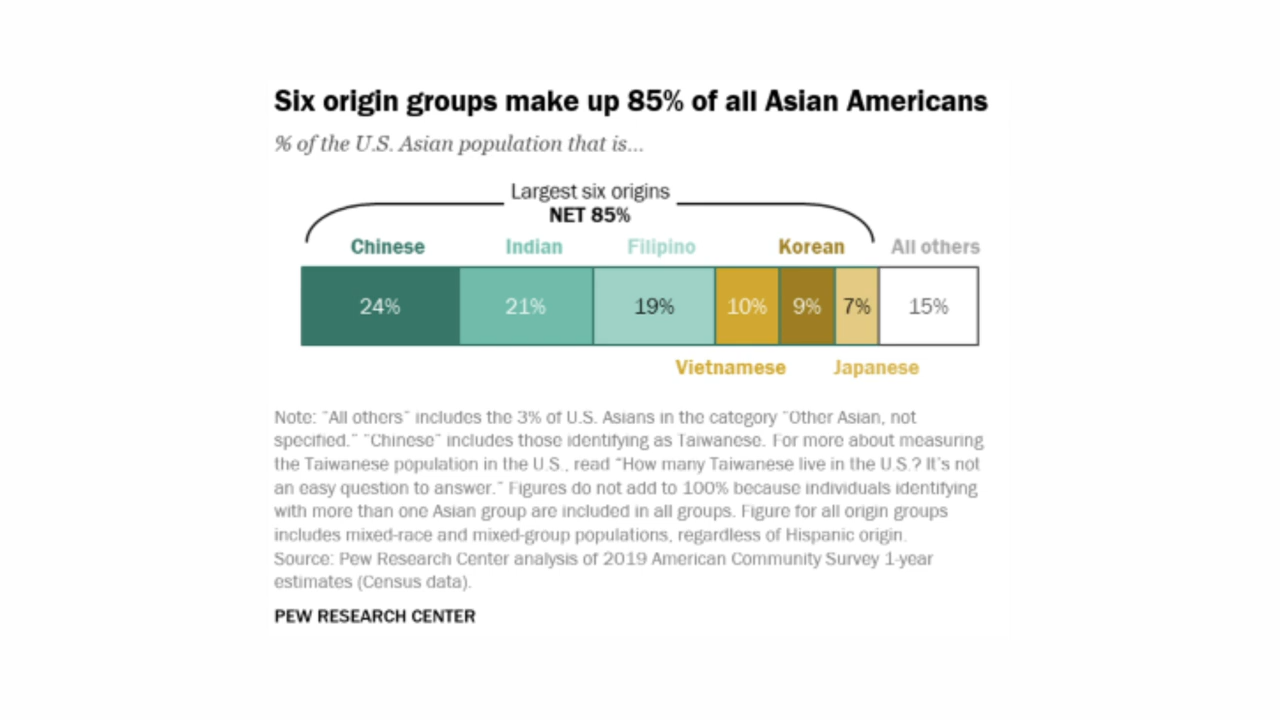 Six origin groups make up 85% of all Asian Americans
% of the U.S. Asian population that is...
Largest six origins
NET 85%
Chinese Indian Filipino Korean All others
24% 21% 19% 10% 9% 7% 15%
Vietnamese Japanese
Note: "All others" includes the 3% of U.S. Asians in the category "Other Asian, not
specified." "Chinese" includes those identifying as Taiwanese. For more about measuring
the Taiwanese population in the U.S., read "How many Taiwanese live in the U.S.? It's not
an easy question to answer." Figures do not add to 100% because individuals identifying
with more than one Asian group are included in all groups. Figure for all origin groups
includes mixed-race and mixed-group populations, regardless of Hispanic origin.
Source: Pew Research Center analysis of 2019 American Community Survey 1-year
estimates (Census data).
PEW RESEARCH CENTER